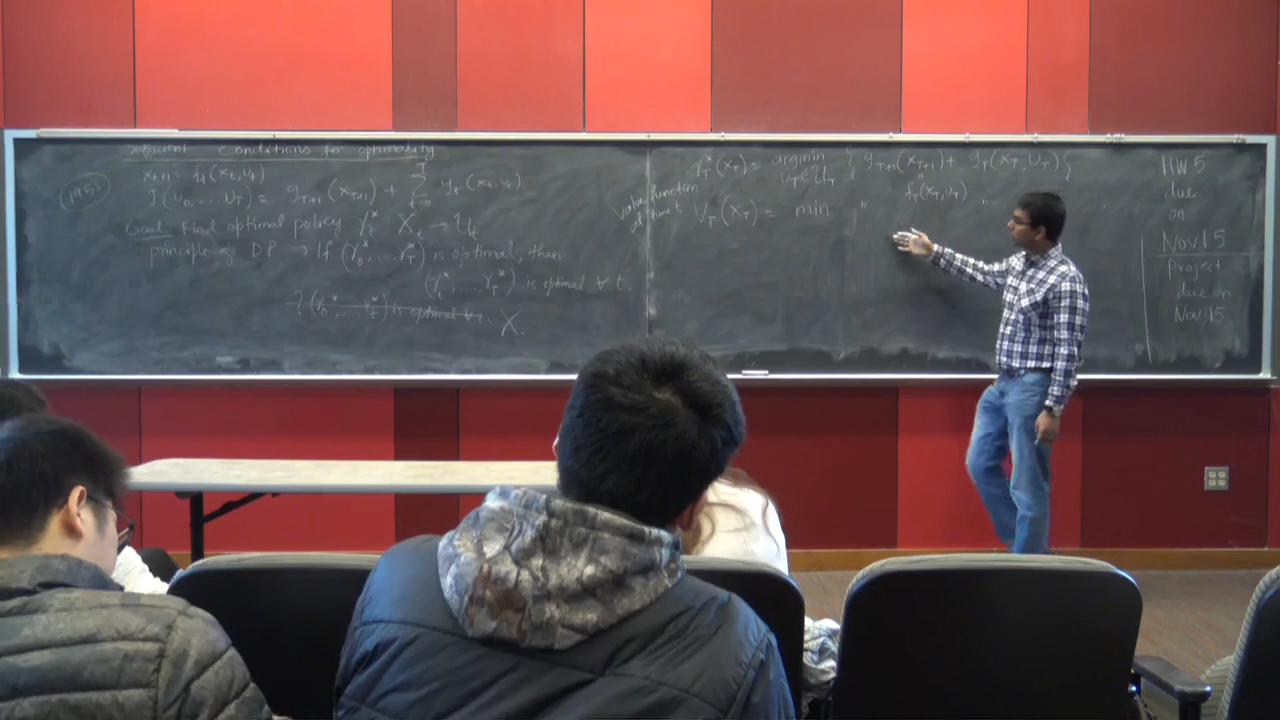 sufficient conditions for optimality
1953
x_{t+1} = f_t(x_t, u_t)
J(u_0, ... u_T) = g_{T+1}(x_{T+1}) + Σ_{t=0}^{T} g_t(x_t, u_t)
Goal: Find optimal policy γ_t^* X_t → U_t
principle of D.P → If (γ_0^*, ... γ_T^*) is optimal, then
(γ_t^*, ... γ_T^*) is optimal ∀ t.
{ (γ_0^*, ... γ_t^*) is optimal ∀ t. X.
γ_T^*(x_T) = argmin_{u_T ∈ U_T} { g_{T+1}(x_{T+1}) + g_T(x_T, u_T) }
" f_T(x_T, u_T)
value function at time t
V_T(x_T) = min " "
HW 5
due
on
Nov. 15
Project
due on
Nov. 15